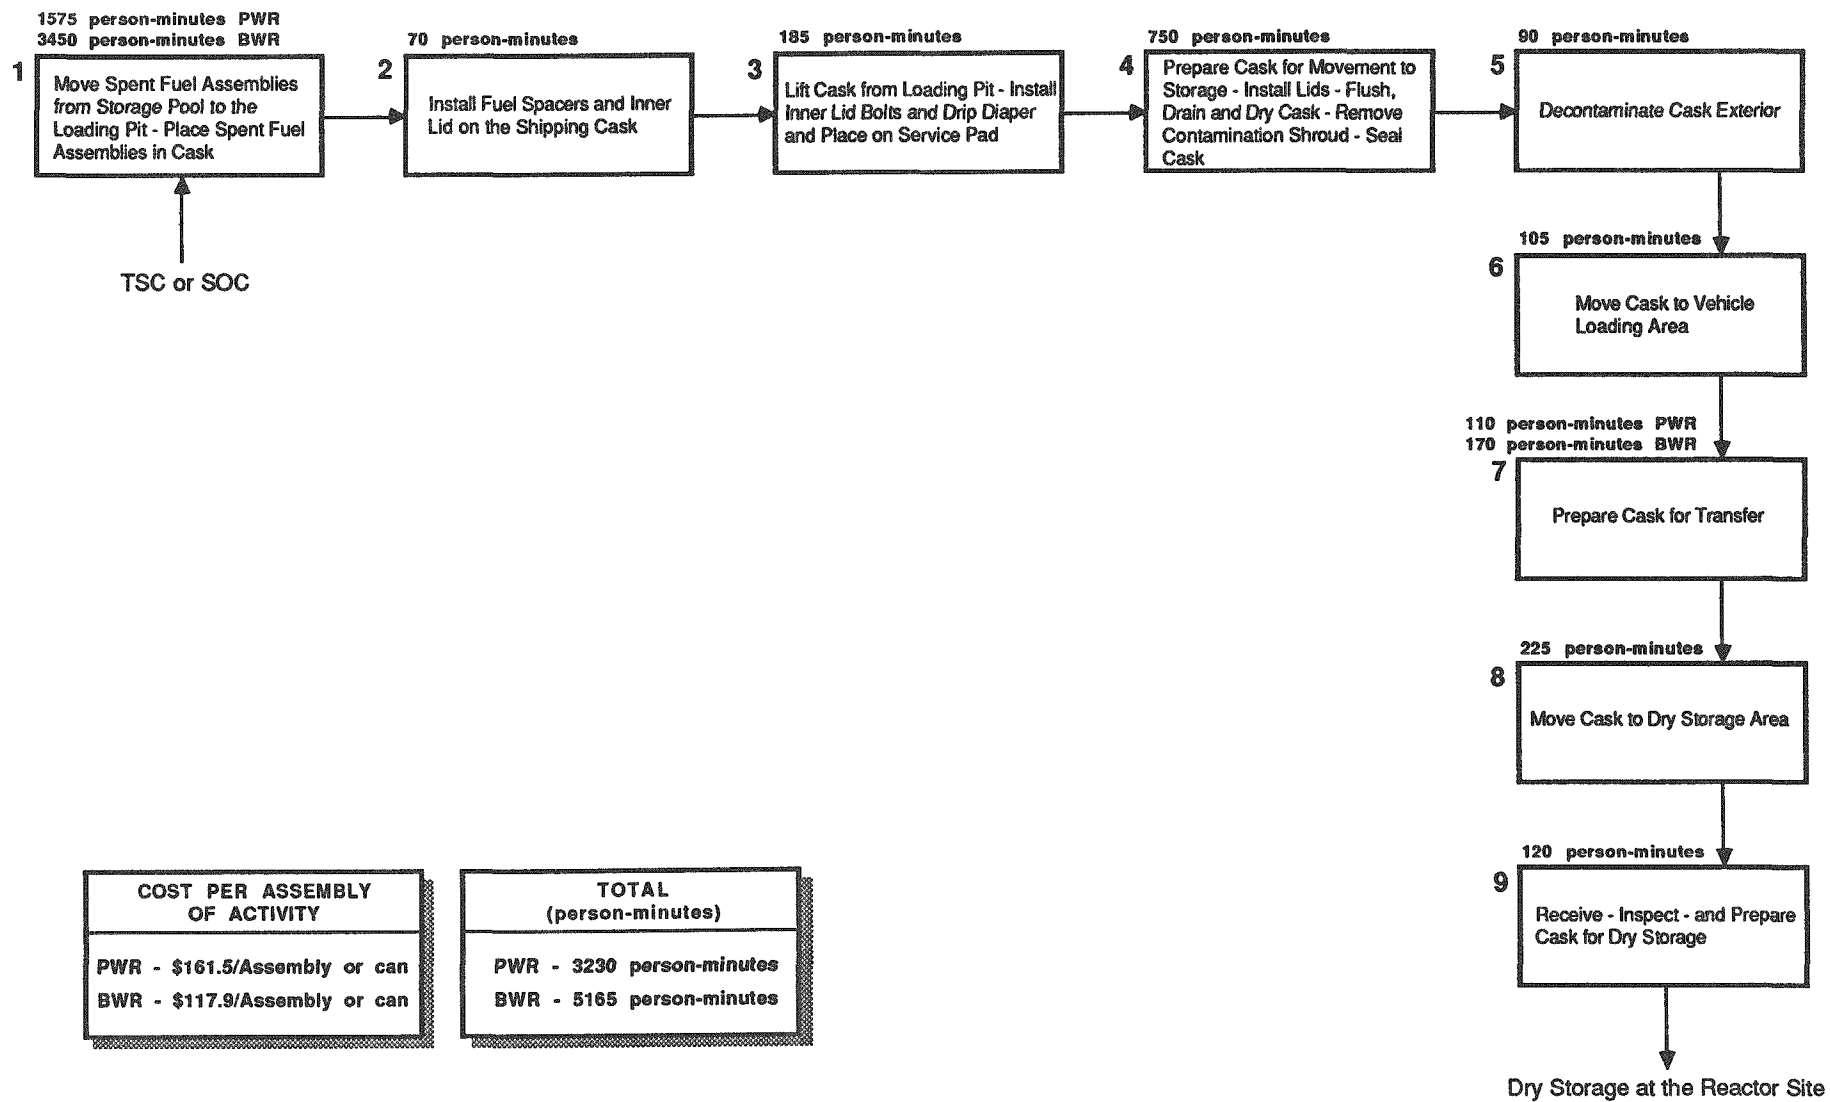 1575 person-minutes PWR
3450 person-minutes BWR
1
Move Spent Fuel Assemblies
from Storage Pool to the
Loading Pit - Place Spent Fuel
Assemblies in Cask
TSC or SOC
70 person-minutes
2
Install Fuel Spacers and Inner
Lid on the Shipping Cask
185 person-minutes
3
Lift Cask from Loading Pit - Install
Inner Lid Bolts and Drip Diaper
and Place on Service Pad
750 person-minutes
4
Prepare Cask for Movement to
Storage - Install Lids - Flush,
Drain and Dry Cask - Remove
Contamination Shroud - Seal
Cask
90 person-minutes
5
Decontaminate Cask Exterior
105 person-minutes
6
Move Cask to Vehicle
Loading Area
110 person-minutes PWR
170 person-minutes BWR
7
Prepare Cask for Transfer
225 person-minutes
8
Move Cask to Dry Storage Area
120 person-minutes
9
Receive - Inspect - and Prepare
Cask for Dry Storage
Dry Storage at the Reactor Site
COST PER ASSEMBLY
OF ACTIVITY
PWR - $161.5/Assembly or can
BWR - $117.9/Assembly or can
TOTAL
(person-minutes)
PWR - 3230 person-minutes
BWR - 5165 person-minutes